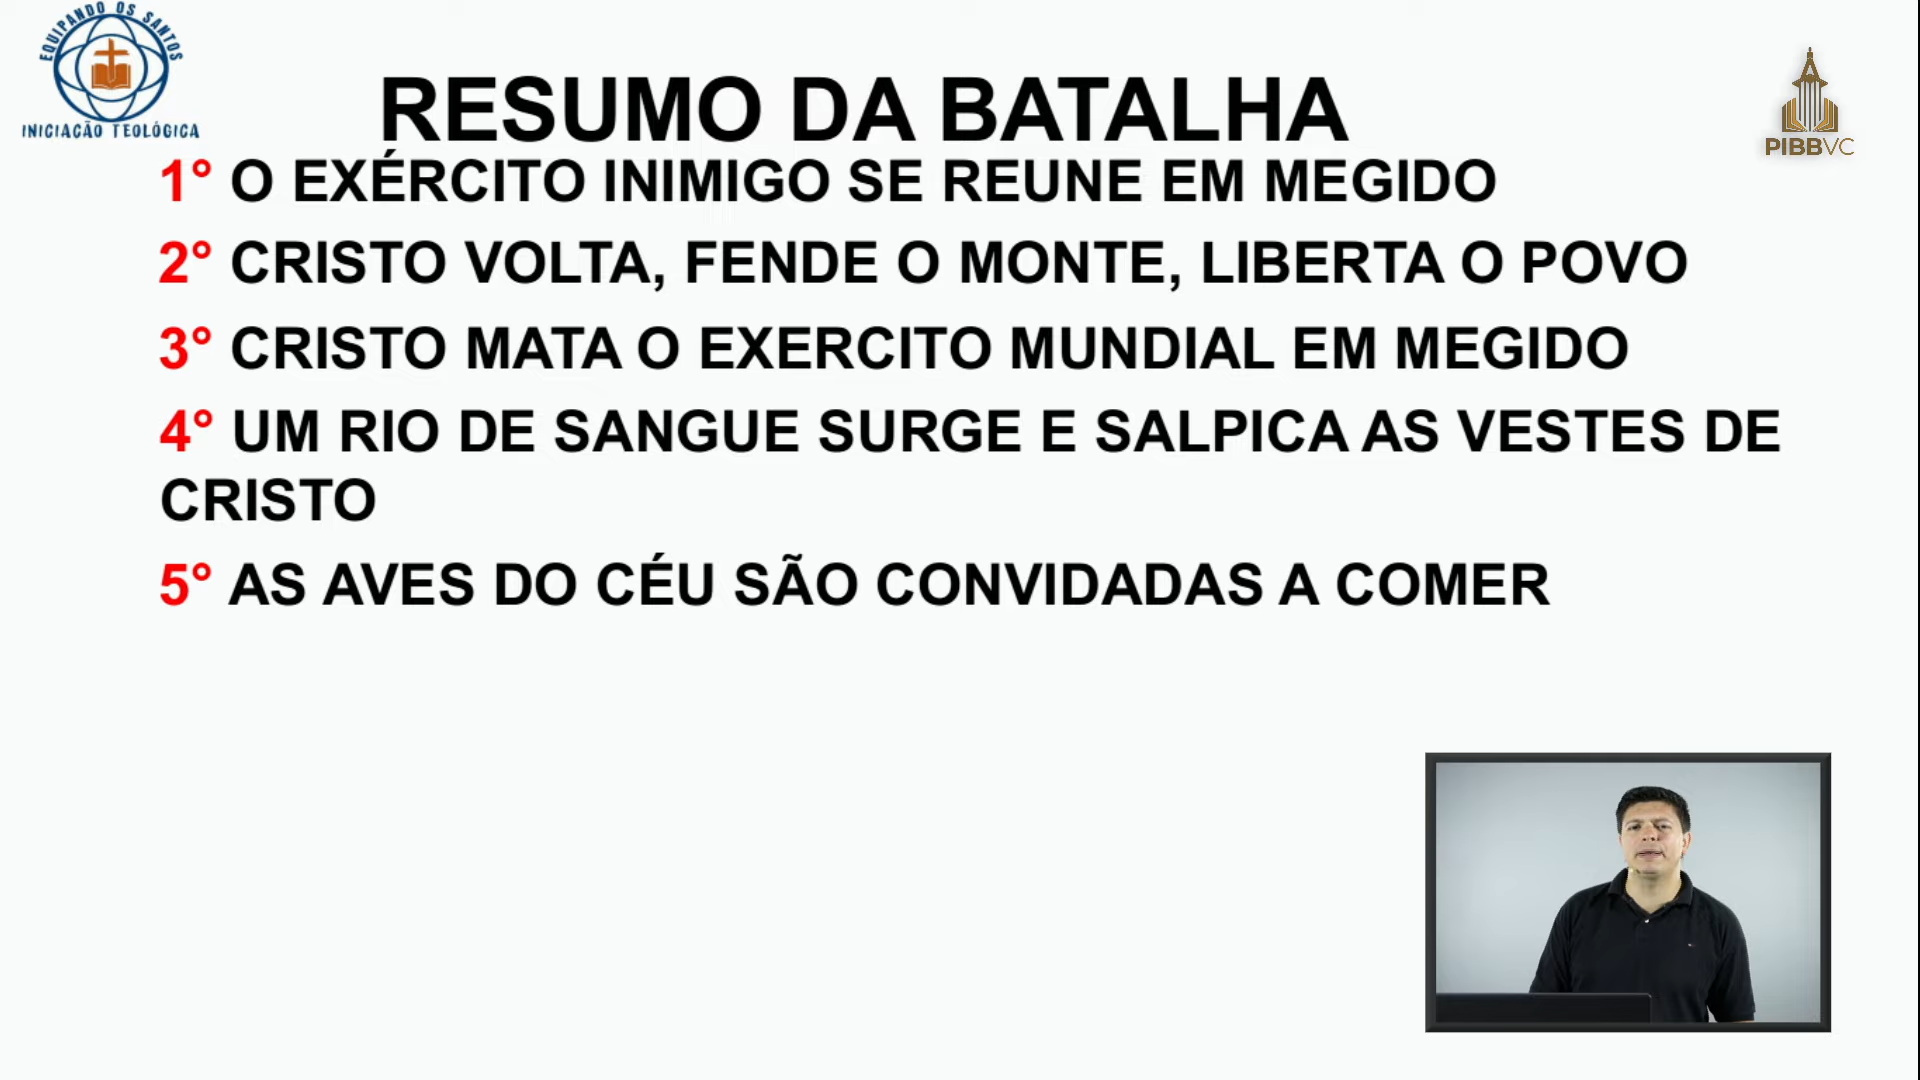 EQUIPANDO OS SANTOS
INICIAÇÃO TEOLÓGICA
PIBBVC
RESUMO DA BATALHA
1° O EXÉRCITO INIMIGO SE REUNE EM MEGIDO
2° CRISTO VOLTA, FENDE O MONTE, LIBERTA O POVO
3° CRISTO MATA O EXERCITO MUNDIAL EM MEGIDO
4° UM RIO DE SANGUE SURGE E SALPICA AS VESTES DE
CRISTO
5° AS AVES DO CÉU SÃO CONVIDADAS A COMER